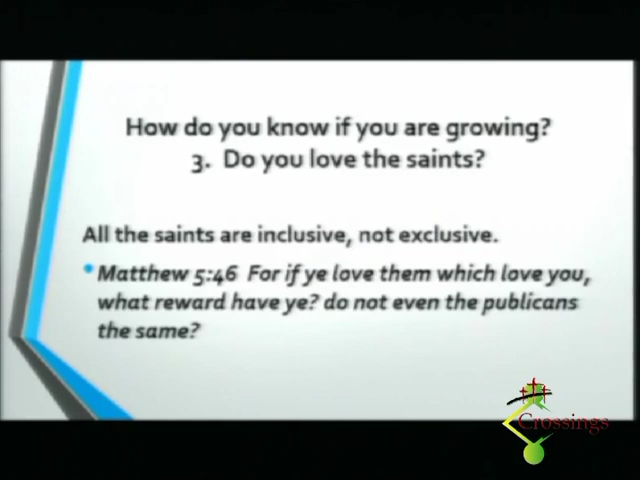 How do you know if you are growing?
3. Do you love the saints?
All the saints are inclusive, not exclusive.
• Matthew 5:46 For if ye love them which love you,
what reward have ye? do not even the publicans
the same?
Crossings